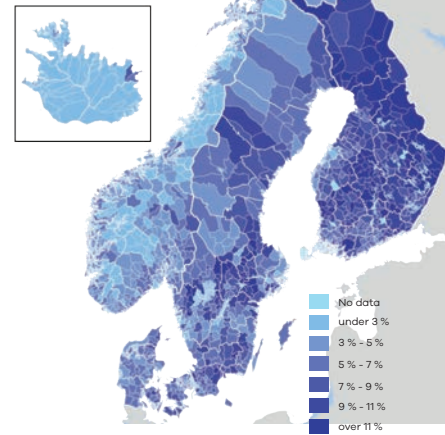 No data
under 3 %
3 % - 5 %
5 % - 7 %
7 % - 9 %
9 % - 11 %
over 11 %